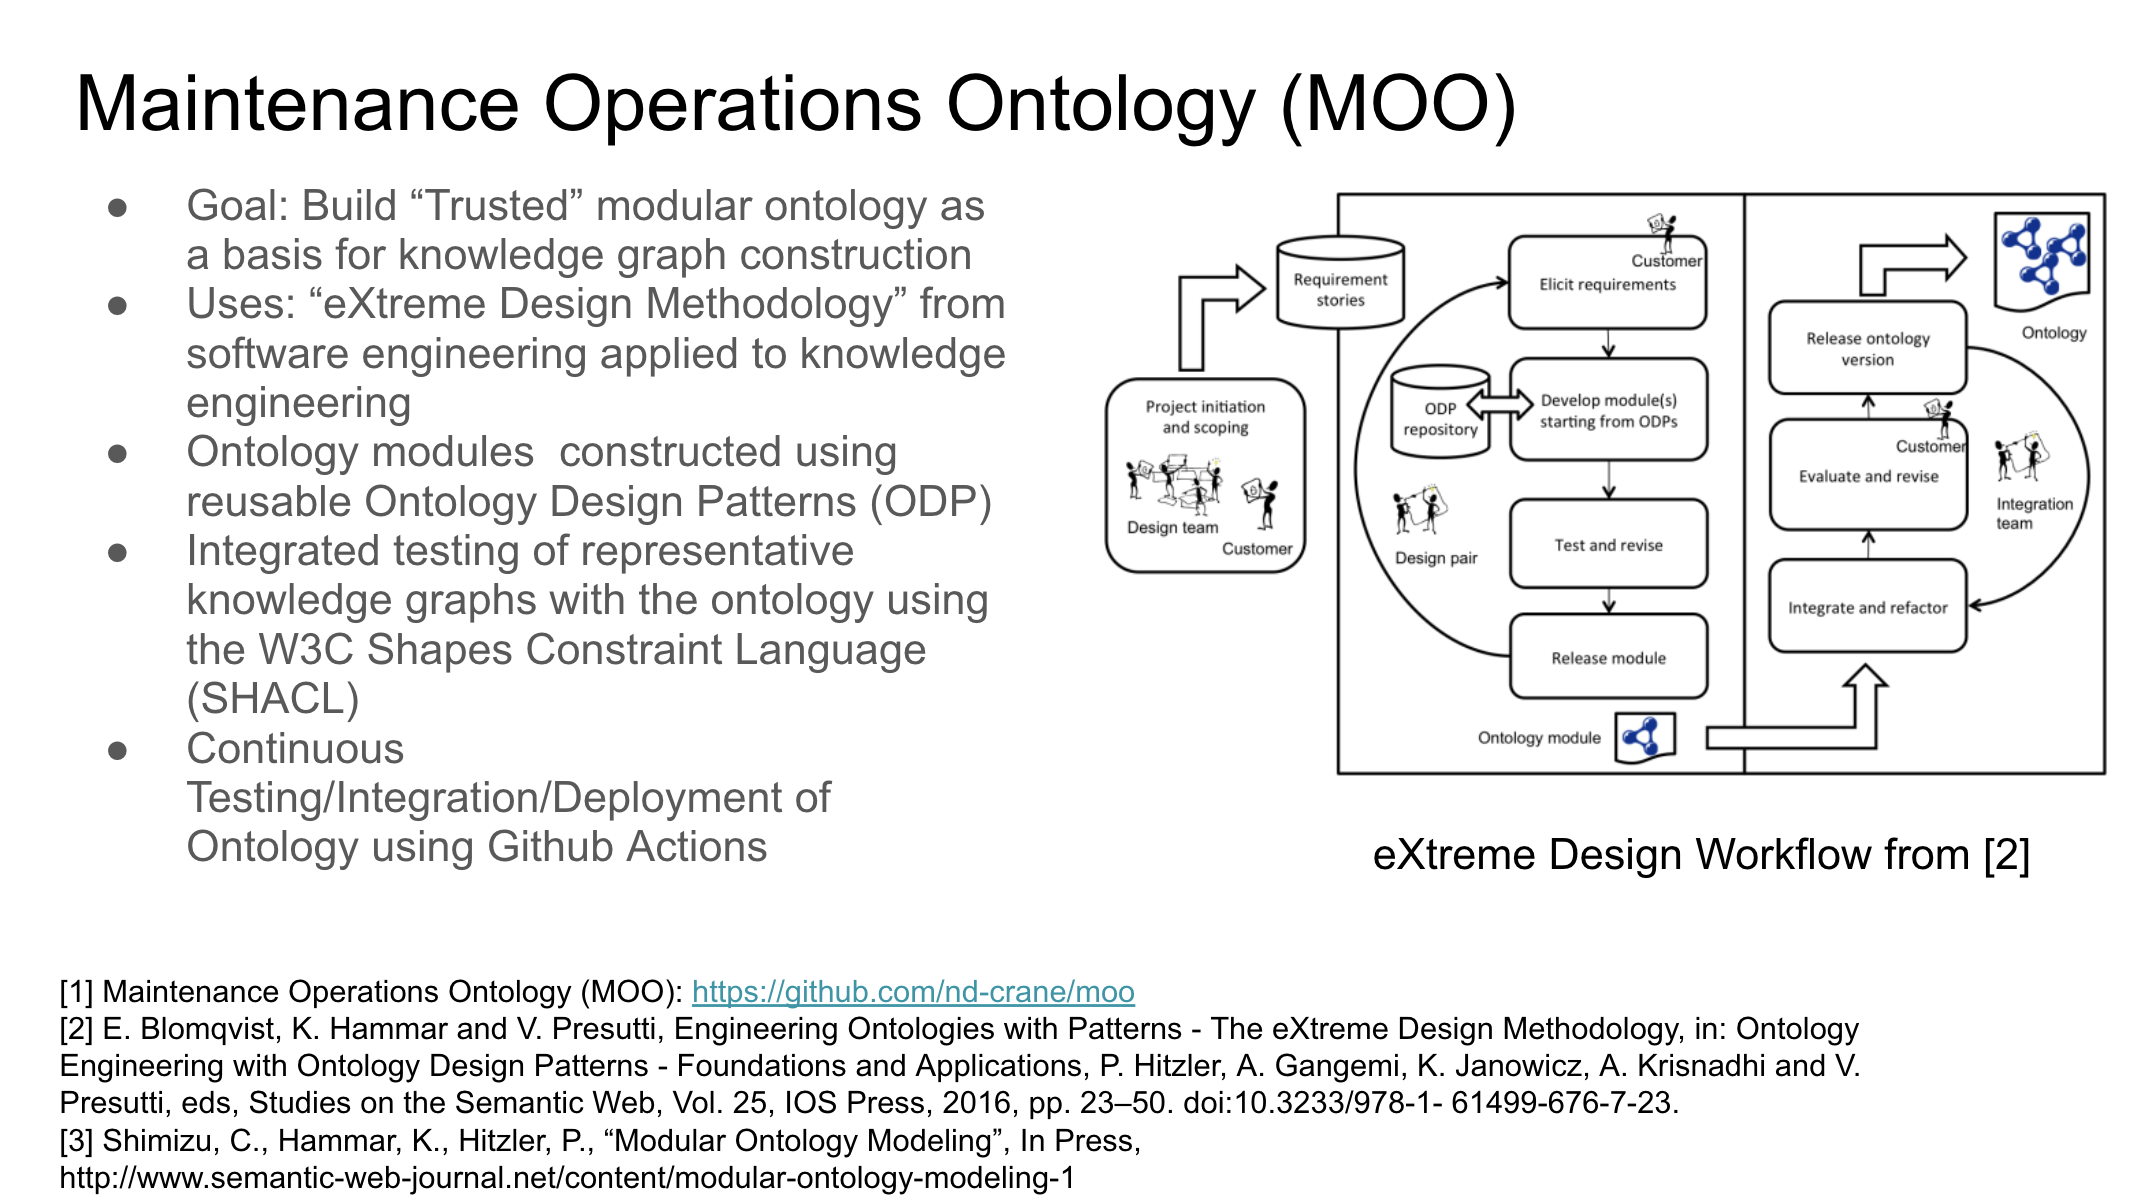 Maintenance Operations Ontology (MOO)
● Goal: Build “Trusted” modular ontology as
a basis for knowledge graph construction
● Uses: “eXtreme Design Methodology” from
software engineering applied to knowledge
engineering
● Ontology modules  constructed using
reusable Ontology Design Patterns (ODP)
● Integrated testing of representative
knowledge graphs with the ontology using
the W3C Shapes Constraint Language
(SHACL)
● Continuous
Testing/Integration/Deployment of
Ontology using Github Actions
Project initiation
and scoping
Design team
Customer
Requirement
stories
Customer
Elicit requirements
ODP
repository
Develop module(s)
starting from ODPs
Design pair
Test and revise
Release module
Ontology module
Ontology
Release ontology
version
Customer
Evaluate and revise
Integration
team
Integrate and refactor
eXtreme Design Workflow from [2]
[1] Maintenance Operations Ontology (MOO): https://github.com/nd-crane/moo
[2] E. Blomqvist, K. Hammar and V. Presutti, Engineering Ontologies with Patterns - The eXtreme Design Methodology, in: Ontology
Engineering with Ontology Design Patterns - Foundations and Applications, P. Hitzler, A. Gangemi, K. Janowicz, A. Krisnadhi and V.
Presutti, eds, Studies on the Semantic Web, Vol. 25, IOS Press, 2016, pp. 23–50. doi:10.3233/978-1- 61499-676-7-23.
[3] Shimizu, C., Hammar, K., Hitzler, P., “Modular Ontology Modeling”, In Press,
http://www.semantic-web-journal.net/content/modular-ontology-modeling-1